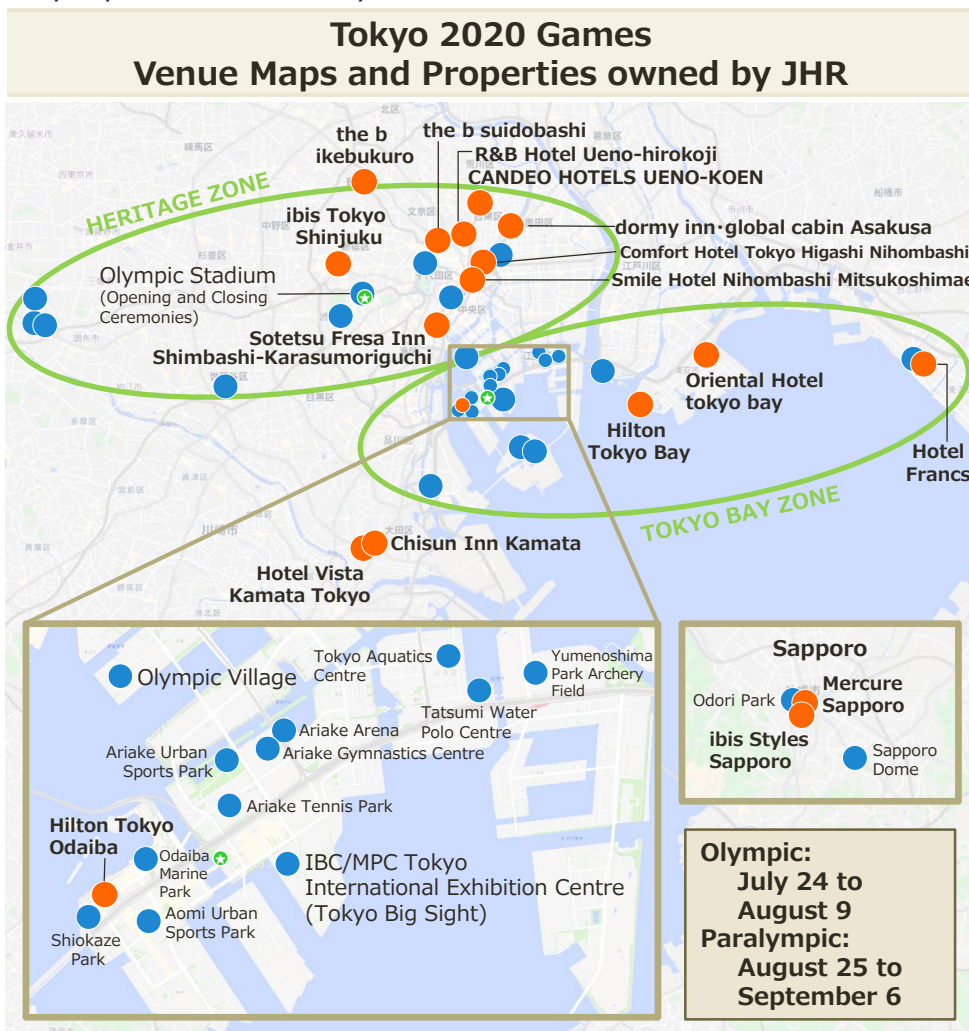 Tokyo 2020 Games
Venue Maps and Properties owned by JHR
the b
ikebukuro
the b suidobashi
R&B Hotel Ueno-hirokoji
CANDEO HOTELS UENO-KOEN
HERITAGE ZONE
ibis Tokyo
Shinjuku
dormy inn・global cabin Asakusa
Comfort Hotel Tokyo Higashi Nihombashi
Smile Hotel Nihombashi Mitsukoshimae
Olympic Stadium
(Opening and Closing
Ceremonies)
Sotetsu Fresa Inn
Shimbashi-Karasumoriguchi
Oriental Hotel
tokyo bay
Hilton
Tokyo Bay
Hotel
Francs
TOKYO BAY ZONE
Chisun Inn Kamata
Hotel Vista
Kamata Tokyo
Olympic Village
Tokyo Aquatics
Centre
Yumenoshima
Park Archery
Field
Tatsumi Water
Polo Centre
Ariake Arena
Ariake Gymnastics Centre
Ariake Urban
Sports Park
Ariake Tennis Park
Hilton Tokyo
Odaiba
Odaiba
Marine
Park
IBC/MPC Tokyo
International Exhibition Centre
(Tokyo Big Sight)
Shiokaze
Park
Aomi Urban
Sports Park
Sapporo
Odori Park
Mercure
Sapporo
ibis Styles
Sapporo
Sapporo
Dome
Olympic:
July 24 to
August 9
Paralympic:
August 25 to
September 6